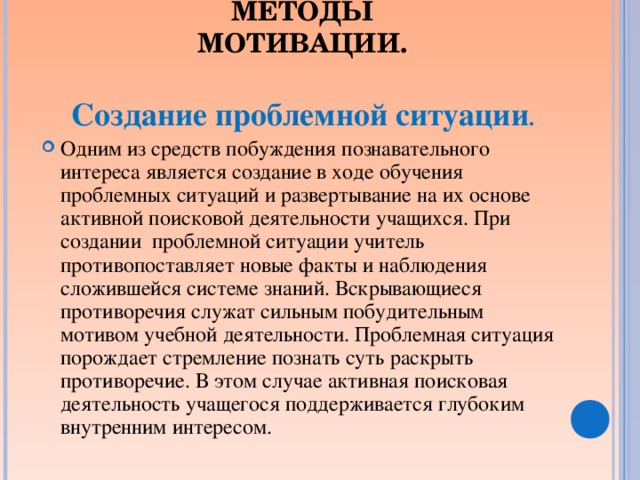 МЕТОДЫ
МОТИВАЦИИ.
Создание проблемной ситуации.
Одним из средств побуждения познавательного
интереса является создание в ходе обучения
проблемных ситуаций и развертывание на их основе
активной поисковой деятельности учащихся. При
создании  проблемной ситуации учитель
противопоставляет новые факты и наблюдения
сложившейся системе знаний. Вскрывающиеся
противоречия служат сильным побудительным
мотивом учебной деятельности. Проблемная ситуация
порождает стремление познать суть раскрыть
противоречие. В этом случае активная поисковая
деятельность учащегося поддерживается глубоким
внутренним интересом.